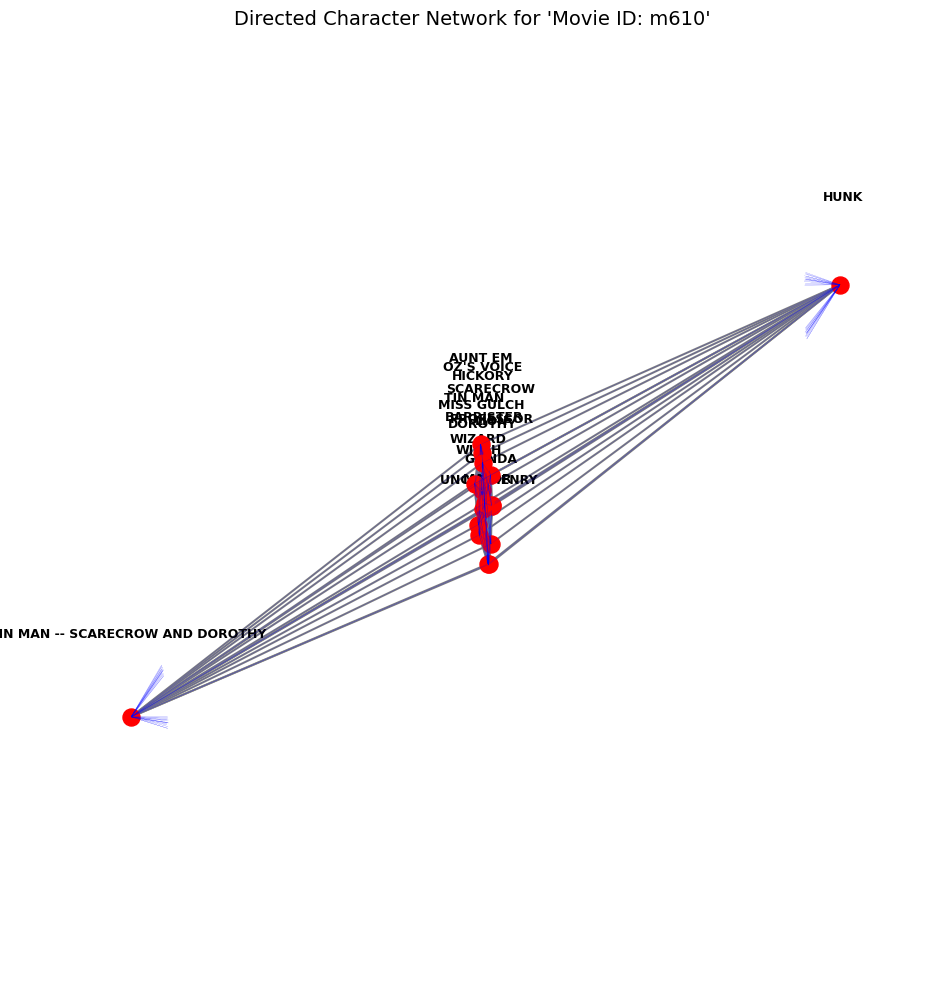 Directed Character Network for 'Movie ID: m610'
HUNK
AUNT EM
OZ'S VOICE
HICKORY
SCARECROW
TIN MAN
MISS GULCH
BARRISTER
DOROTHY
WIZARD
WITCH
GLINDA
UNCLE HENRY
IN MAN -- SCARECROW AND DOROTHY